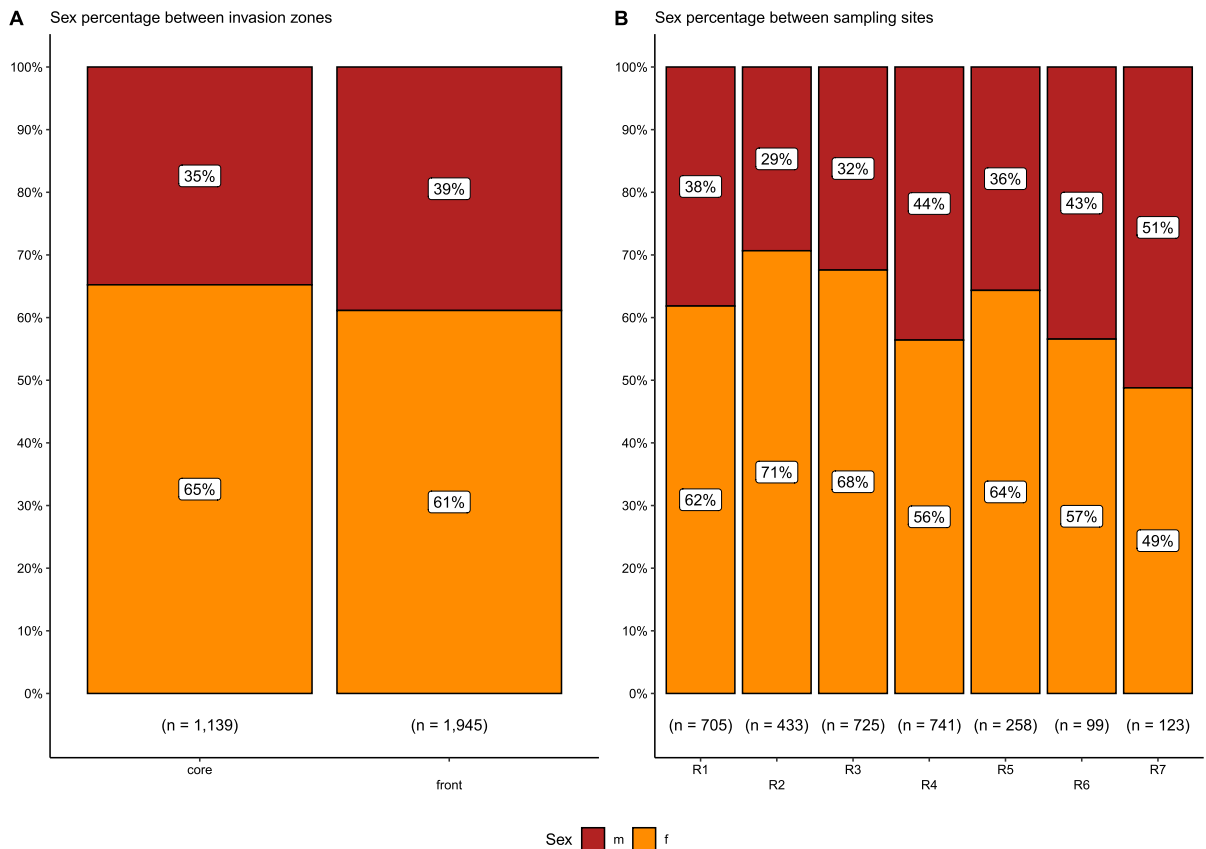 A Sex percentage between invasion zones
100%
90%
80%
70%
60%
50%
40%
30%
20%
10%
0%
35%
39%
65%
61%
(n = 1,139) (n = 1,945)
core
front
B Sex percentage between sampling sites
100%
90%
80%
70%
60%
50%
40%
30%
20%
10%
0%
38% 29% 32% 44% 36% 43% 51%
62% 71% 68% 56% 64% 57% 49%
(n = 705) (n = 433) (n = 725) (n = 741) (n = 258) (n = 99) (n = 123)
R1 R2 R3 R4 R5 R6 R7
Sex m f